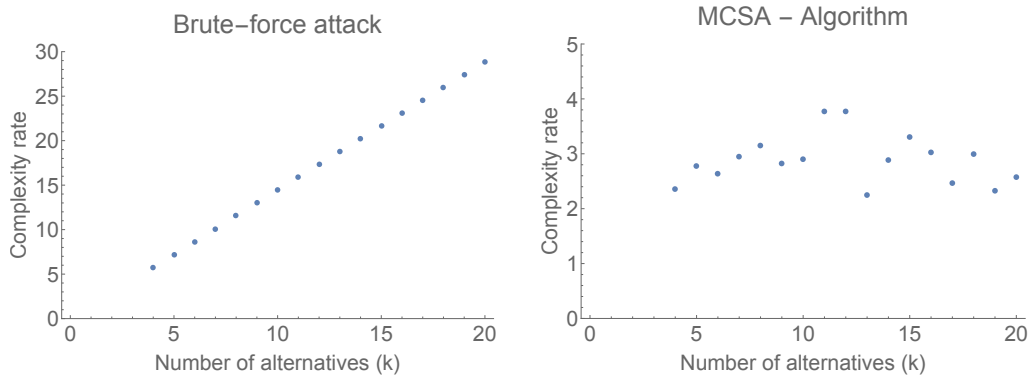 Brute−force attack
Complexity rate
30
25
20
15
10
5
0
0 5 10 15 20
Number of alternatives (k)
MCSA − Algorithm
Complexity rate
5
4
3
2
1
0
0 5 10 15 20
Number of alternatives (k)